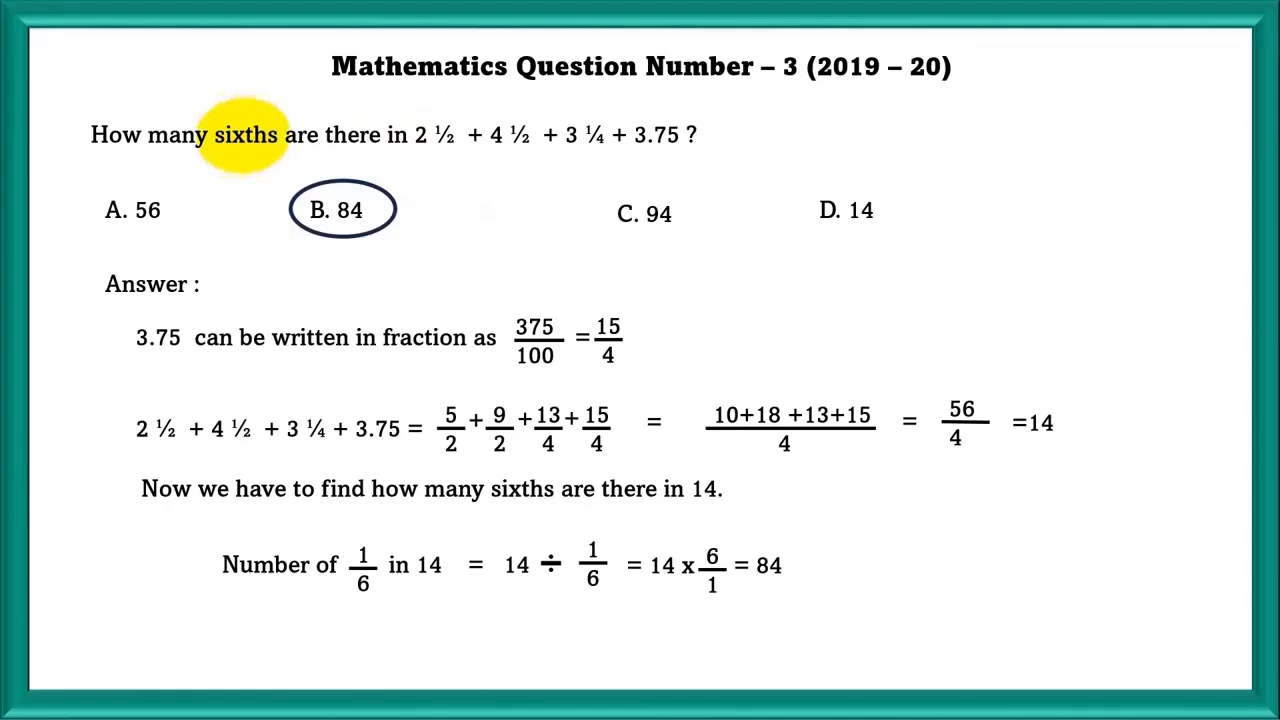 Mathematics Question Number – 3 (2019 – 20)
How many sixths are there in 2 ½ + 4 ½ + 3 ¼ + 3.75 ?
A. 56 B. 84 C. 94 D. 14
Answer :
3.75 can be written in fraction as 375/100 = 15/4
2 ½ + 4 ½ + 3 ¼ + 3.75 = 5/2 + 9/2 + 13/4 + 15/4 = 10+18 +13+15/4 = 56/4 =14
Now we have to find how many sixths are there in 14.
Number of 1/6 in 14 = 14 ÷ 1/6 = 14 x 6/1 = 84